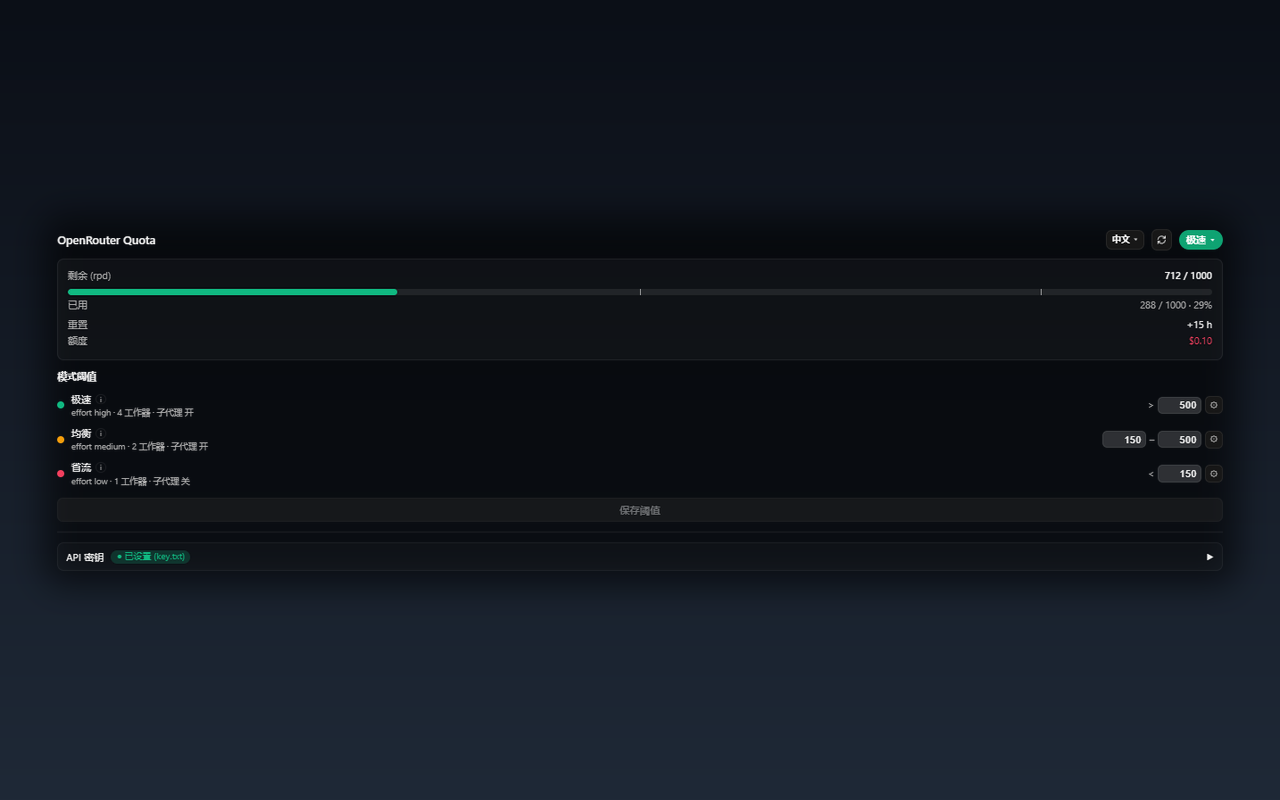 OpenRouter Quota
中文
极速
剩余 (rpd)
712 / 1000
已用
288 / 1000 · 29%
重置
+15 h
额度
$0.10
模式阈值
极速 i
effort high · 4 工作器 · 子代理 开
> 500
均衡 i
effort medium · 2 工作器 · 子代理 开
150 – 500
省流 i
effort low · 1 工作器 · 子代理 关
< 150
保存阈值
API 密钥
• 已设置 (key.txt)